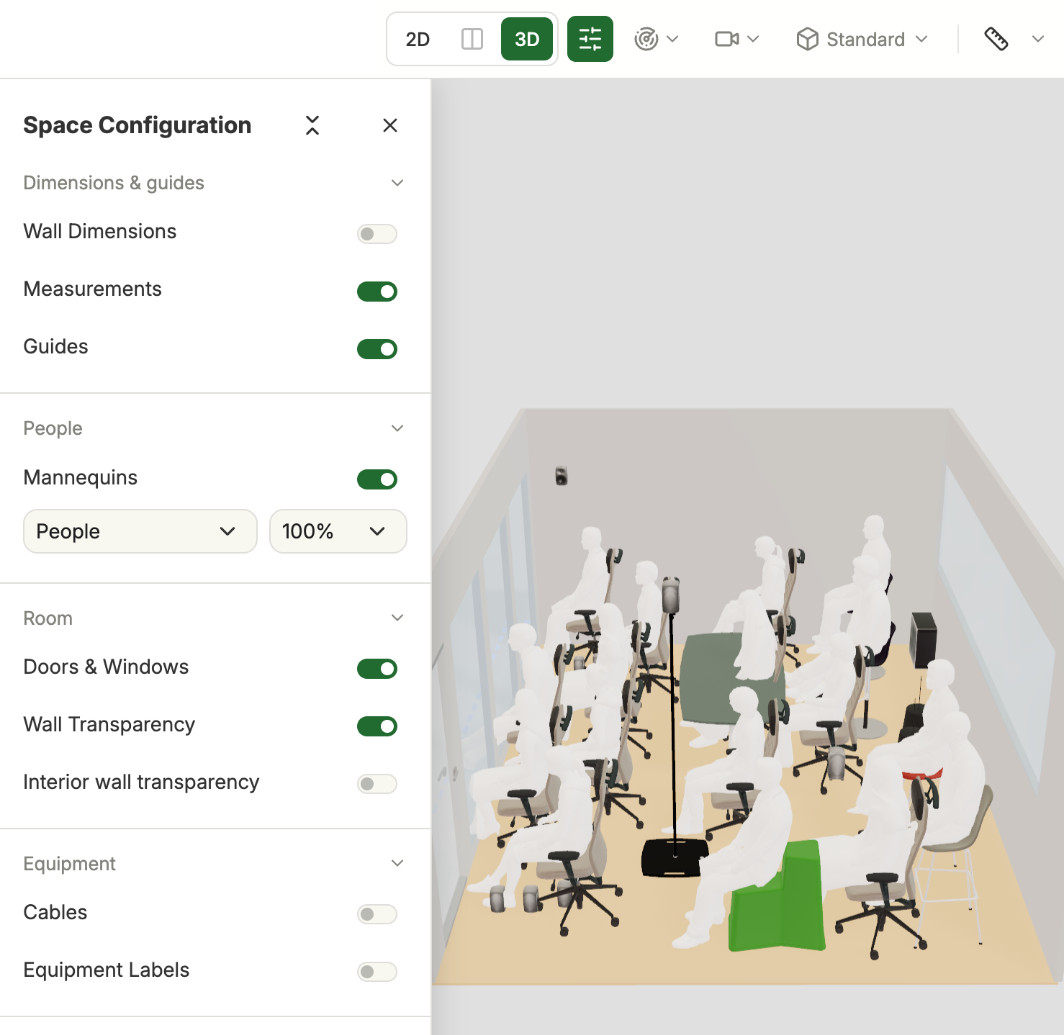 2D
3D
Standard
Space Configuration
Dimensions & guides
Wall Dimensions
Measurements
Guides
People
Mannequins
People
100%
Room
Doors & Windows
Wall Transparency
Interior wall transparency
Equipment
Cables
Equipment Labels